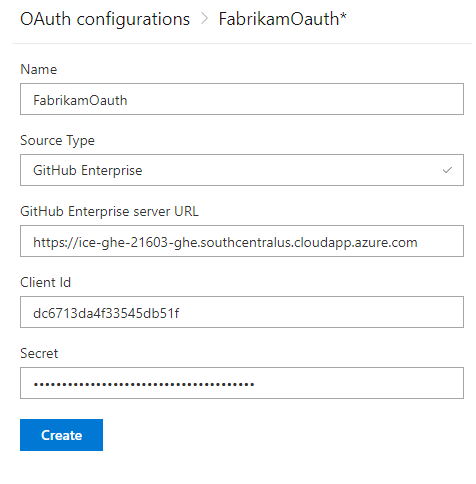 OAuth configurations > FabrikamOauth*
Name
FabrikamOauth
Source Type
GitHub Enterprise
GitHub Enterprise server URL
https://ice-ghe-21603-ghe.southcentralus.cloudapp.azure.com
Client Id
dc6713da4f33545db51f
Secret
••••••••••••••••••••••••••••••••••••••••
Create